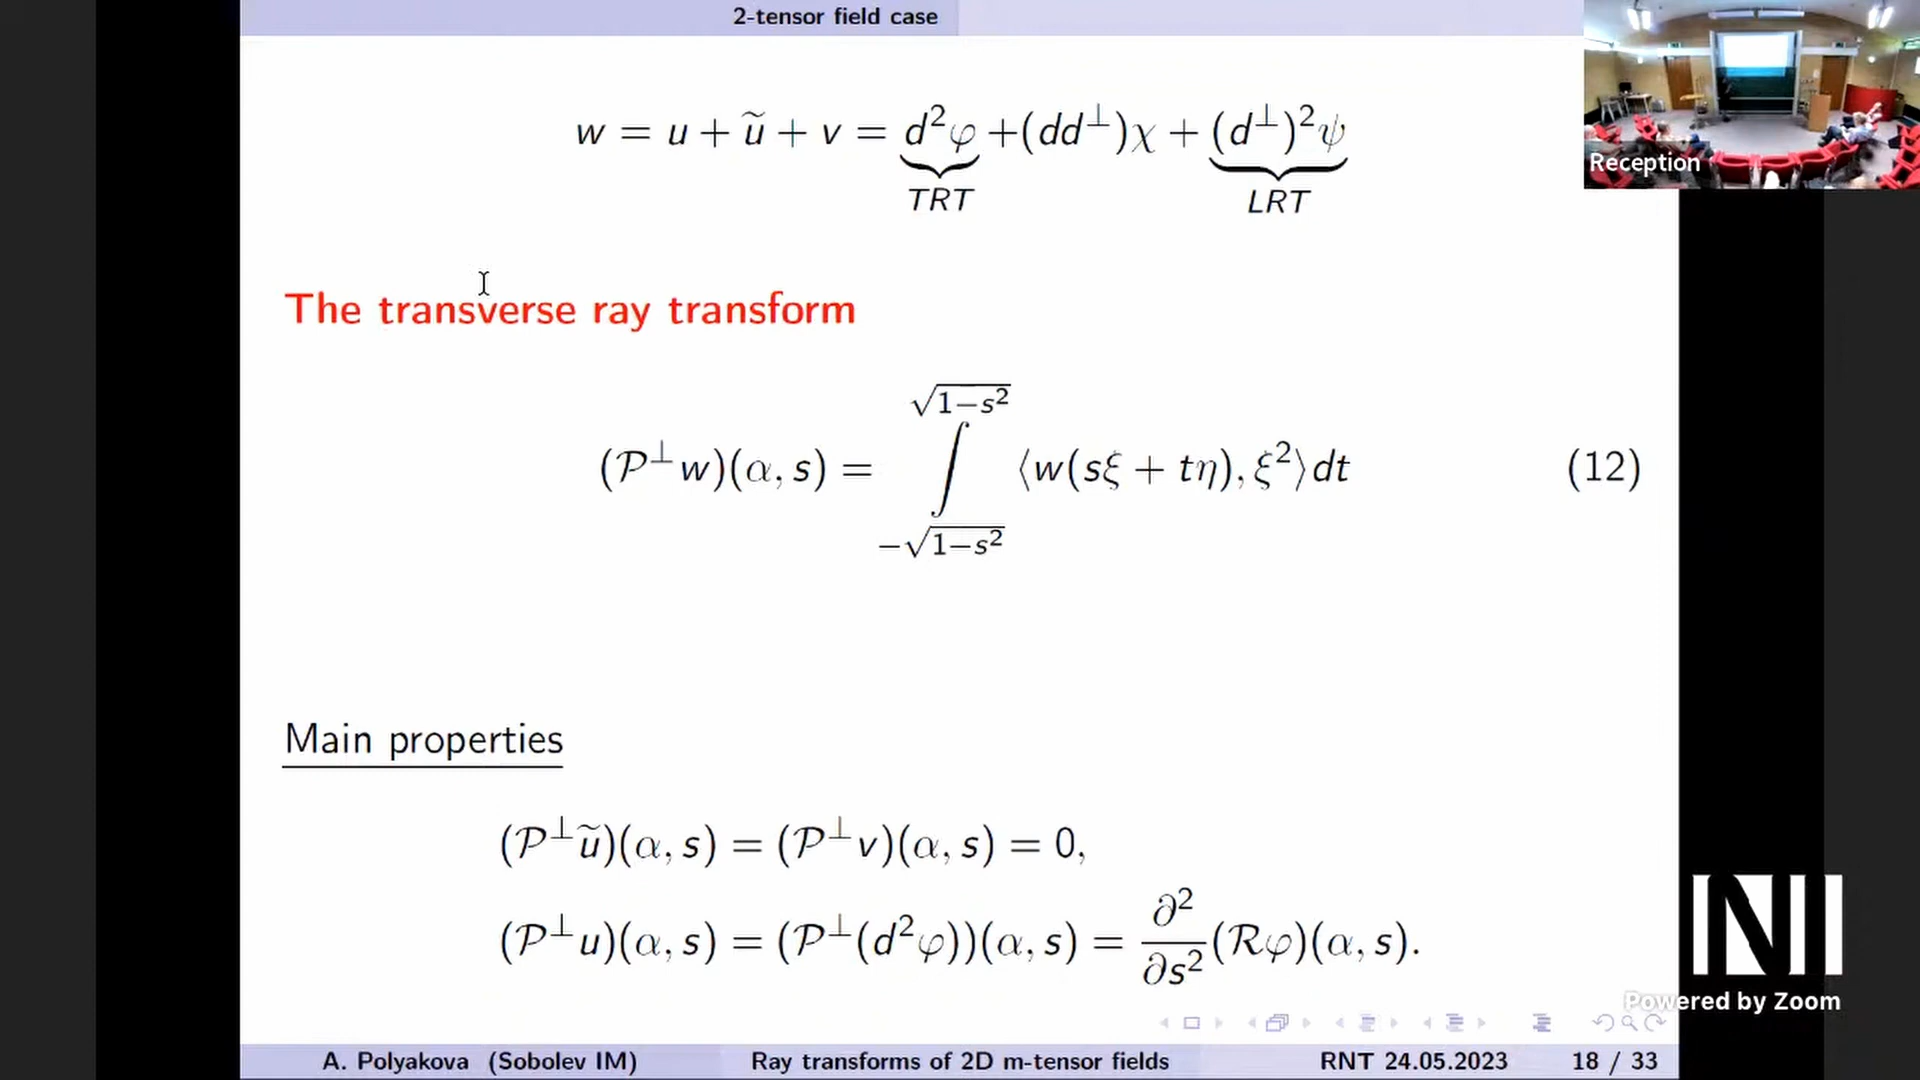 2-tensor field case
Reception
w = u + ũ + v = d²φ + (dd^⊥)χ + (d^⊥)²ψ
TRT LRT
The transverse ray transform
(𝒫^⊥ w)(α, s) = ∫_{−√(1−s²)}^{√(1−s²)} ⟨w(sξ + tη), ξ²⟩dt (12)
Main properties
(𝒫^⊥ ũ)(α, s) = (𝒫^⊥ v)(α, s) = 0,
(𝒫^⊥ u)(α, s) = (𝒫^⊥(d²φ))(α, s) = ∂²/∂s² (ℛφ)(α, s).
NI
Powered by Zoom
A. Polyakova (Sobolev IM) Ray transforms of 2D m-tensor fields RNT 24.05.2023 18 / 33